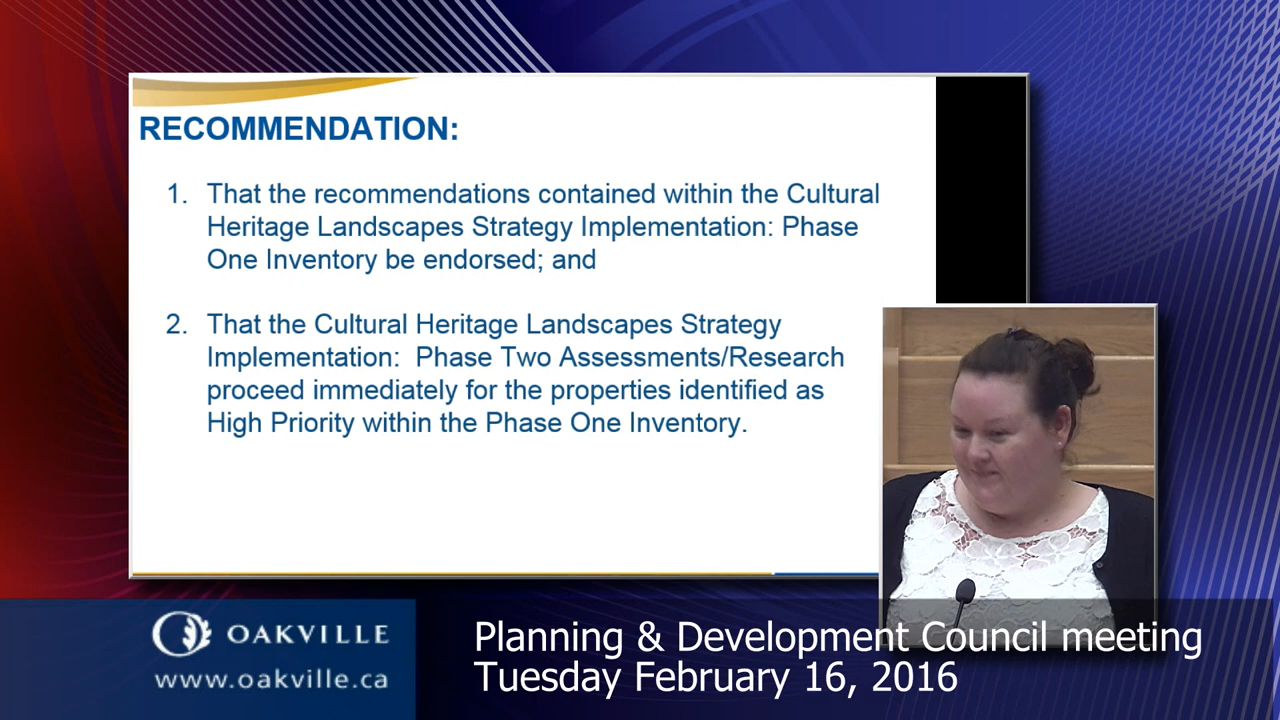 RECOMMENDATION:
1. That the recommendations contained within the Cultural
Heritage Landscapes Strategy Implementation: Phase
One Inventory be endorsed; and
2. That the Cultural Heritage Landscapes Strategy
Implementation: Phase Two Assessments/Research
proceed immediately for the properties identified as
High Priority within the Phase One Inventory.
OAKVILLE
www.oakville.ca
Planning & Development Council meeting
Tuesday February 16, 2016